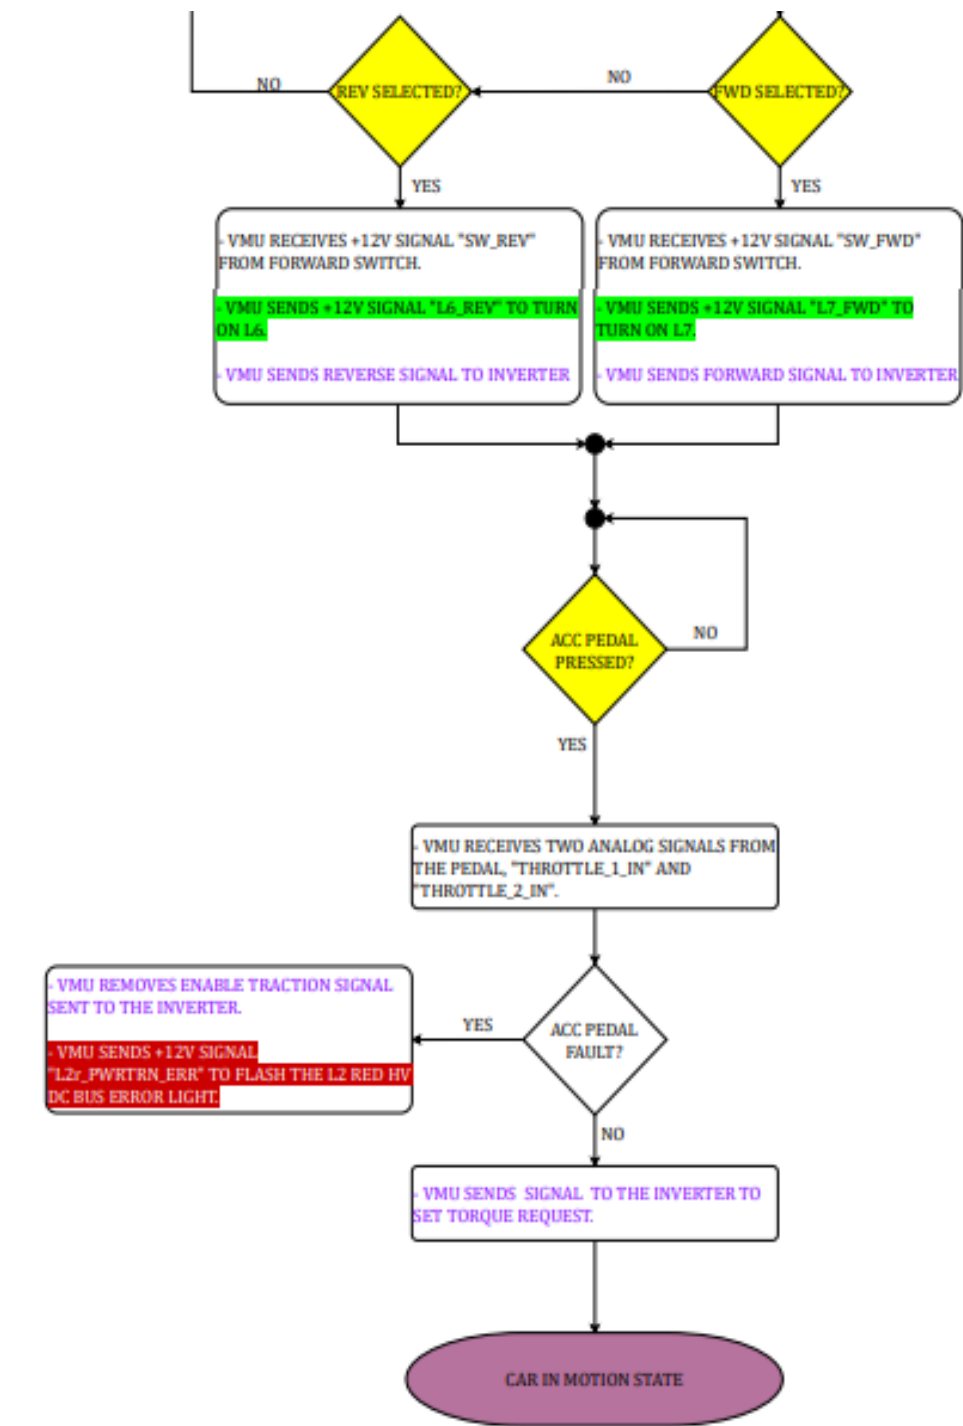 NO
REV SELECTED?
NO
FWD SELECTED?
YES
YES
- VMU RECEIVES +12V SIGNAL "SW_REV"
FROM FORWARD SWITCH.
- VMU SENDS +12V SIGNAL "L6_REV" TO TURN
ON L6.
- VMU SENDS REVERSE SIGNAL TO INVERTER
- VMU RECEIVES +12V SIGNAL "SW_FWD"
FROM FORWARD SWITCH.
- VMU SENDS +12V SIGNAL "L7_FWD" TO
TURN ON L7.
- VMU SENDS FORWARD SIGNAL TO INVERTER
ACC PEDAL
PRESSED?
NO
YES
- VMU RECEIVES TWO ANALOG SIGNALS FROM
THE PEDAL, "THROTTLE_1_IN" AND
"THROTTLE_2_IN".
ACC PEDAL
FAULT?
YES
- VMU REMOVES ENABLE TRACTION SIGNAL
SENT TO THE INVERTER.
- VMU SENDS +12V SIGNAL
"L2r_PWRTRN_ERR" TO FLASH THE L2 RED HV
DC BUS ERROR LIGHT.
NO
- VMU SENDS SIGNAL TO THE INVERTER TO
SET TORQUE REQUEST.
CAR IN MOTION STATE